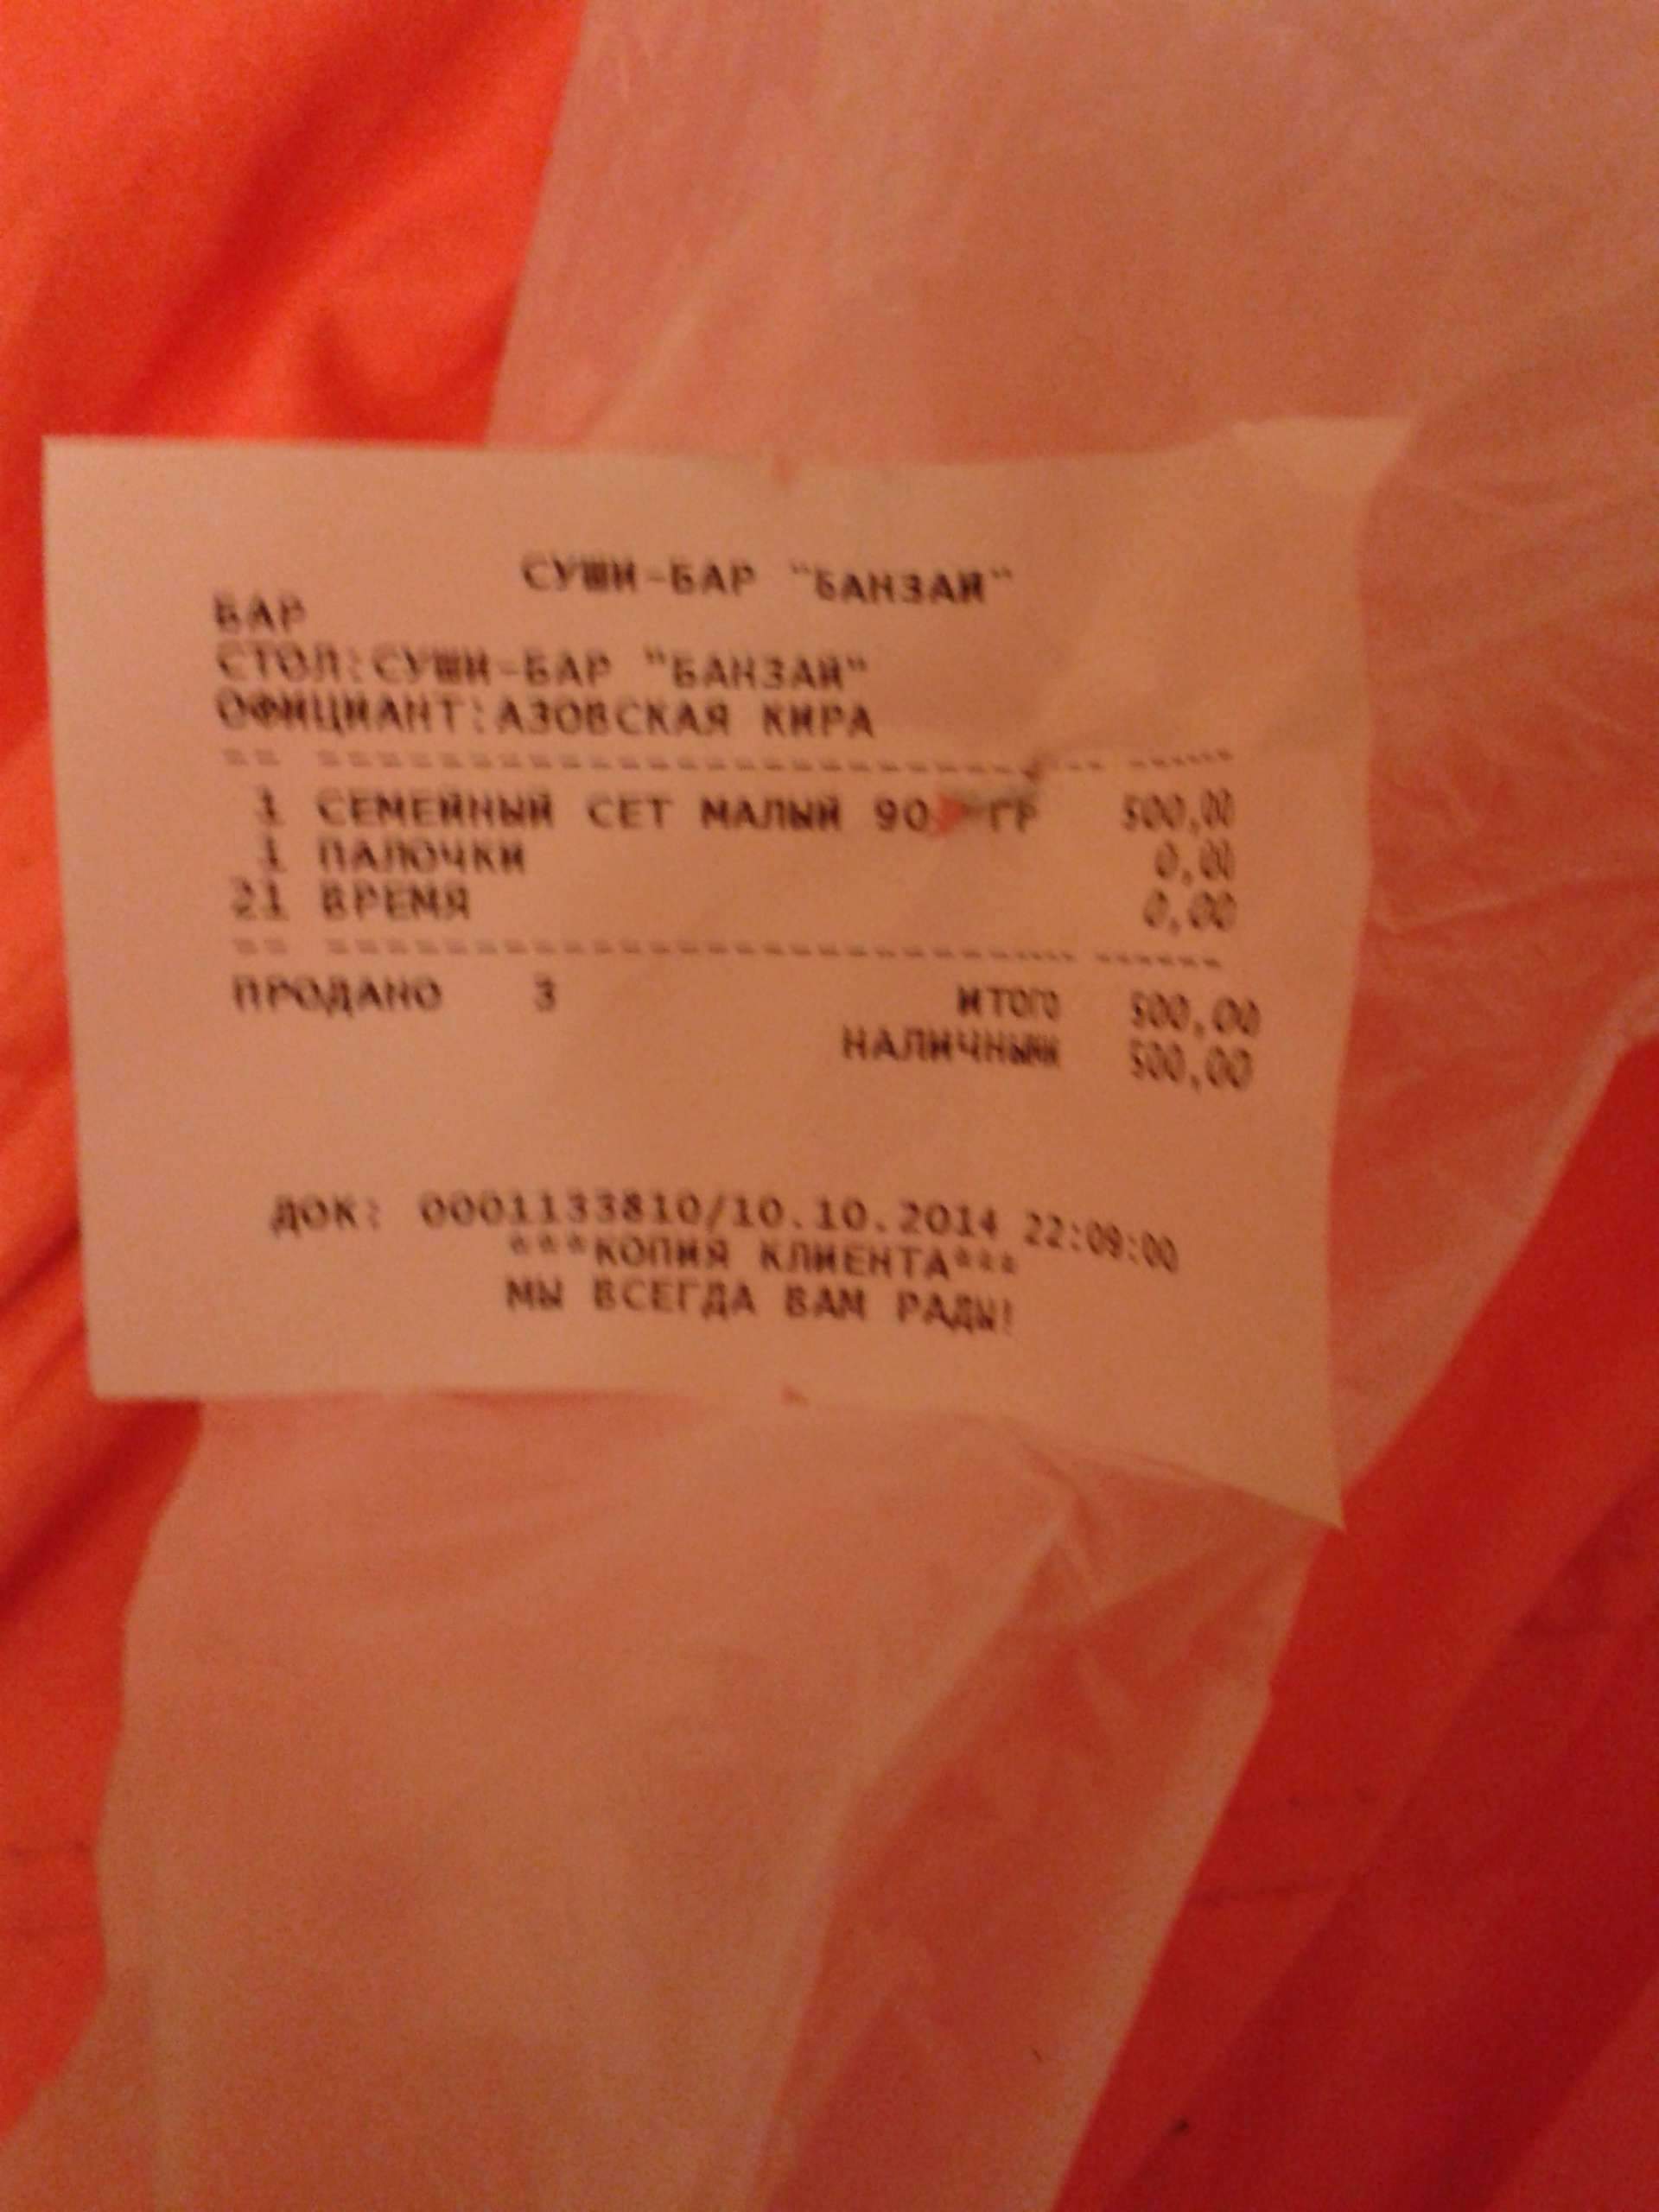 СУШИ-БАР "БАНЗАЙ"
БАР
СТОЛ:СУШИ-БАР "БАНЗАЙ"
ОФИЦИАНТ:АЗОВСКАЯ КИРА
1 СЕМЕЙНЫЙ СЕТ МАЛЫЙ ГР 500,00
1 ПАЛОЧКИ 0,00
21 ВРЕМЯ 0,00
ПРОДАНО 3 ИТОГО 500,00
НАЛИЧНЫМИ 500,00
ДОК: 0001133810/10.10.2014 22:09:00
***КОПИЯ КЛИЕНТА***
МЫ ВСЕГДА ВАМ РАДЫ!